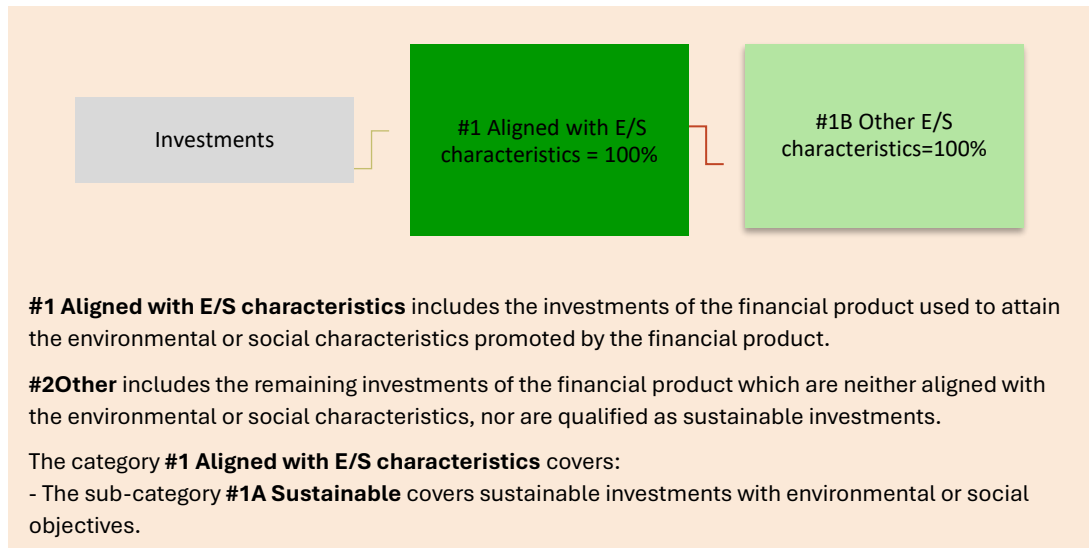 Investments
#1 Aligned with E/S
characteristics = 100%
#1B Other E/S
characteristics=100%
#1 Aligned with E/S characteristics includes the investments of the financial product used to attain
the environmental or social characteristics promoted by the financial product.
#2Other includes the remaining investments of the financial product which are neither aligned with
the environmental or social characteristics, nor are qualified as sustainable investments.
The category #1 Aligned with E/S characteristics covers:
- The sub-category #1A Sustainable covers sustainable investments with environmental or social
objectives.